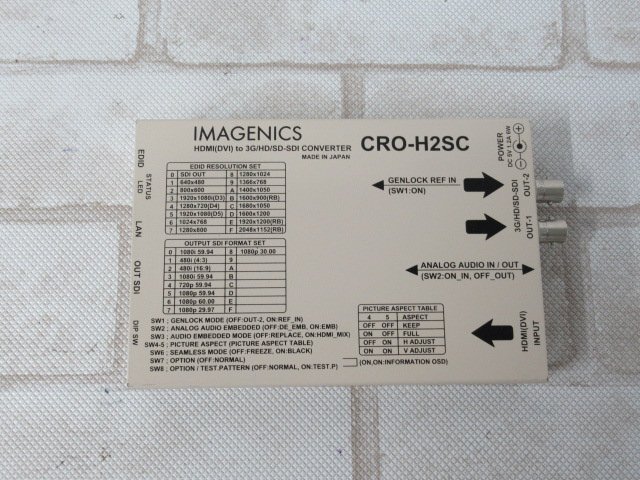 IMAGENICS
HDMI(DVI) to 3G/HD/SD-SDI CONVERTER
MADE IN JAPAN
CRO-H2SC
EDID
STATUS
LED
LAN
OUT SDI
DIP SW
EDID RESOLUTION SET
0 SDI OUT 8 1280x1024
1 640x480 9 1366x768
2 800x600 A 1400x1050
3 1920x1080i(D3) B 1600x900(RB)
4 1280x720(D4) C 1680x1050
5 1920x1080(D5) D 1600x1200
6 1024x768 E 1920x1200(RB)
7 1280x800 F 2048x1152(RB)
OUTPUT SDI FORMAT SET
0 1080i 59.94 8 1080p 30.00
1 480i (4:3) 9
2 480i (16:9) A
3 1080i 59.94 B
4 720p 59.94 C
5 1080p 59.94 D
6 1080p 60.00 E
7 1080p 29.97 F
SW1 : GENLOCK MODE (OFF:OUT-2, ON:REF_IN)
SW2 : ANALOG AUDIO EMBEDDED (OFF:DE_EMB, ON:EMB)
SW3 : AUDIO EMBEDDED MODE (OFF:REPLACE, ON:HDMI_MIX)
SW4-5 : PICTURE ASPECT (PICTURE ASPECT TABLE)
SW6 : SEAMLESS MODE (OFF:FREEZE, ON:BLACK)
SW7 : OPTION (OFF:NORMAL)
SW8 : OPTION / TEST.PATTERN (OFF:NORMAL, ON:TEST.P)
(ON,ON:INFORMATION OSD)
PICTURE ASPECT TABLE
4 5 ASPECT
OFF OFF KEEP
ON OFF FULL
OFF ON H ADJUST
ON ON V ADJUST
GENLOCK REF IN
(SW1:ON)
ANALOG AUDIO IN / OUT
(SW2:ON_IN, OFF_OUT)
POWER
DC 5V 1.2A 6W
3G/HD/SD-SDI
OUT-2
OUT-1
HDMI(DVI)
INPUT